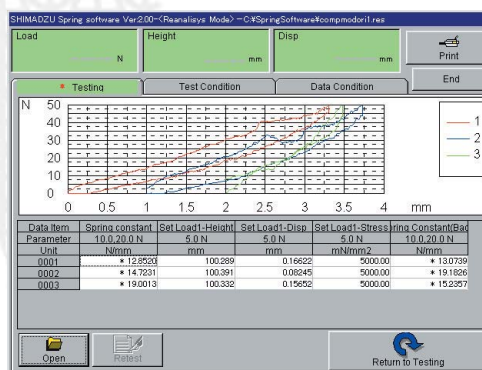 SHIMADZU Spring software Ver2.00-<Reanalisys Mode> -C:¥SpringSoftware¥compmodori1.res
Load
Height
Disp
N
mm
mm
Print
End
* Testing
Test Condition
Data Condition
N
50
40
30
20
10
0
0 0.5 1 1.5 2 2.5 3 3.5 4 mm
1
2
3
Data Item Spring constant Set Load1-Height Set Load1-Disp Set Load1-Stress ring Constant(Bac
Parameter 10.0,20.0 N 5.0 N 5.0 N 5.0 N 10.0,20.0 N
Unit N/mm mm mm mN/mm2 N/mm
0001 * 12.8520 100.289 0.16622 5000.00 * 13.0739
0002 * 14.7231 100.391 0.08245 5000.00 * 19.1826
0003 * 19.0013 100.332 0.15652 5000.00 * 15.2357
Open
Retest
Return to Testing